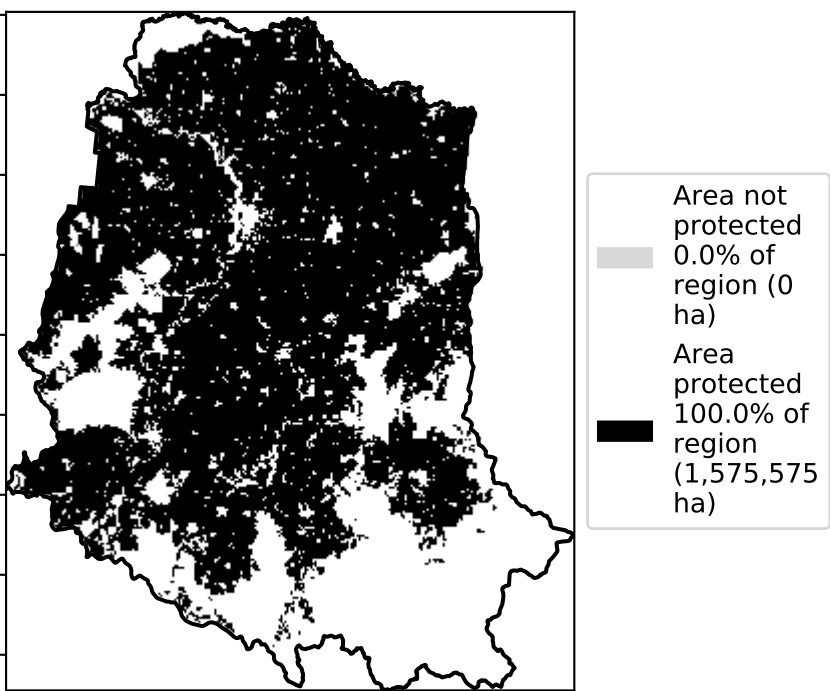 Area not
protected
0.0% of
region (0
ha)
Area
protected
100.0% of
region
(1,575,575
ha)